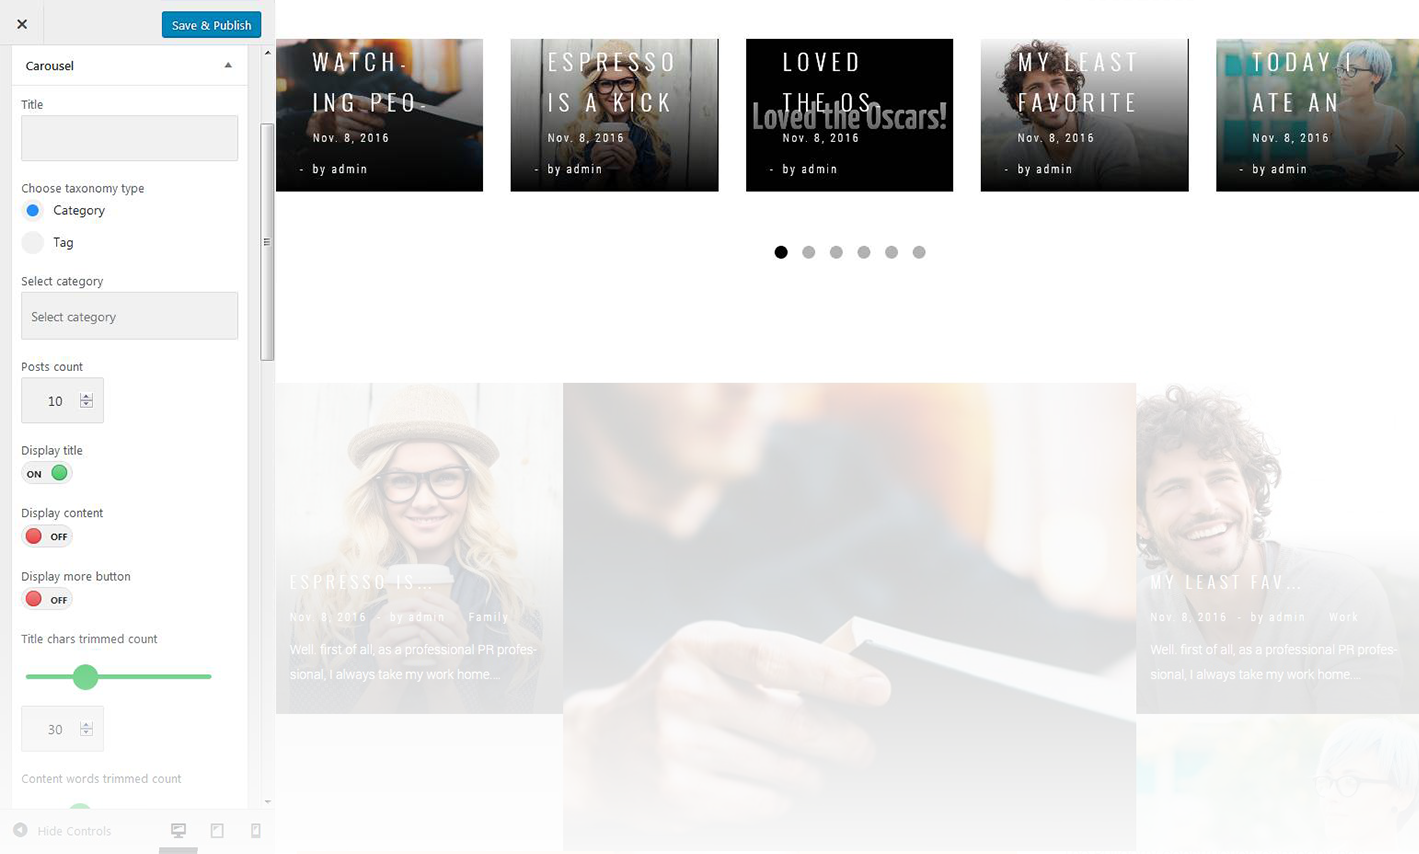 Save & Publish
Carousel
Title
Choose taxonomy type
Category
Tag
Select category
Select category
Posts count
10
Display title
ON
Display content
OFF
Display more button
OFF
Title chars trimmed count
30
Content words trimmed count
Hide Controls
WATCH-
ING PEO-
Nov. 8, 2016
- by admin
ESPRESSO
IS A KICK
Nov. 8, 2016
- by admin
LOVED
THE OS-
Loved the Oscars!
Nov. 8, 2016
- by admin
MY LEAST
FAVORITE
Nov. 8, 2016
- by admin
TODAY I
ATE AN
Nov. 8, 2016
- by admin
ESPRESSO IS...
Nov. 8, 2016 - by admin Family
Well. first of all, as a professional PR profes-
sional, I always take my work home...
MY LEAST FAV...
Nov. 8, 2016 - by admin Work
Well. first of all, as a professional PR profes-
sional, I always take my work home...